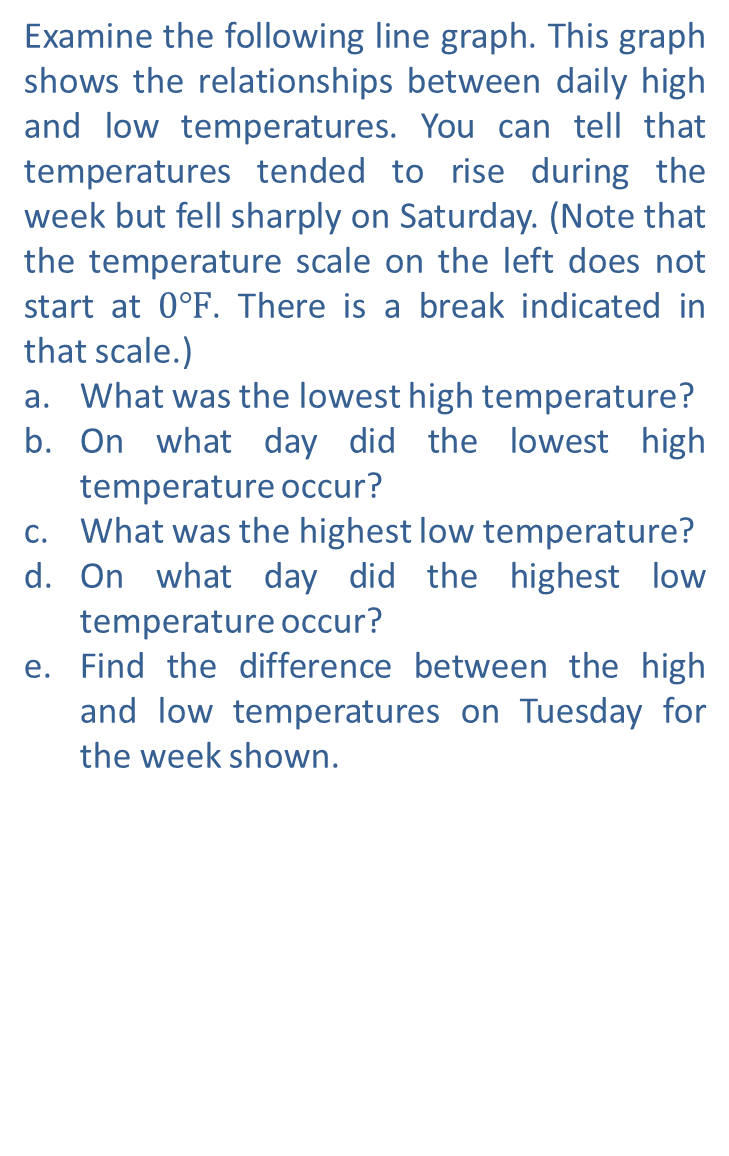 Examine the following line graph. This graph
shows the relationships between daily high
and low temperatures. You can tell that
temperatures tended to rise during the
week but fell sharply on Saturday. (Note that
the temperature scale on the left does not
start at 0°F. There is a break indicated in
that scale.)
a. What was the lowest high temperature?
b. On what day did the lowest high
temperature occur?
c. What was the highest low temperature?
d. On what day did the highest low
temperature occur?
e. Find the difference between the high
and low temperatures on Tuesday for
the week shown.